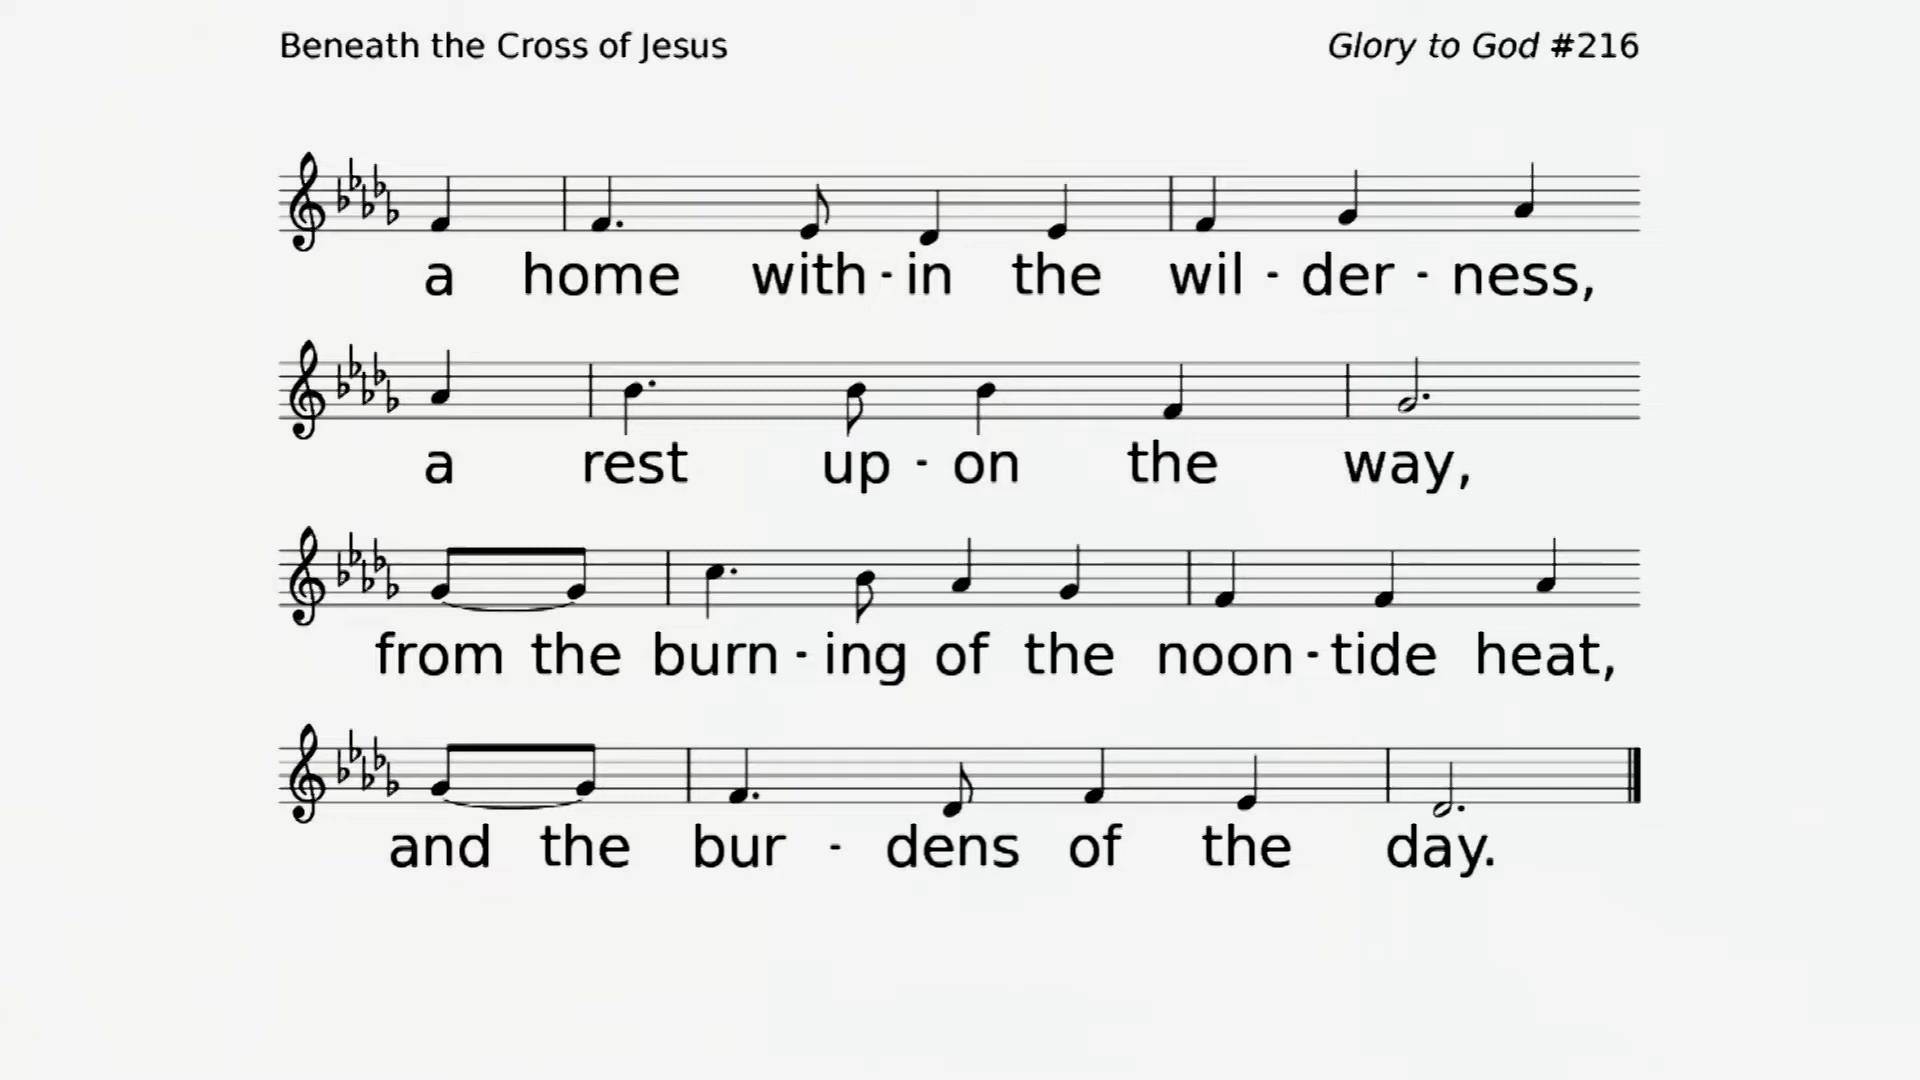 Beneath the Cross of Jesus
Glory to God #216
a home with - in the wil - der - ness,
a rest up - on the way,
from the burn - ing of the noon - tide heat,
and the bur - dens of the day.